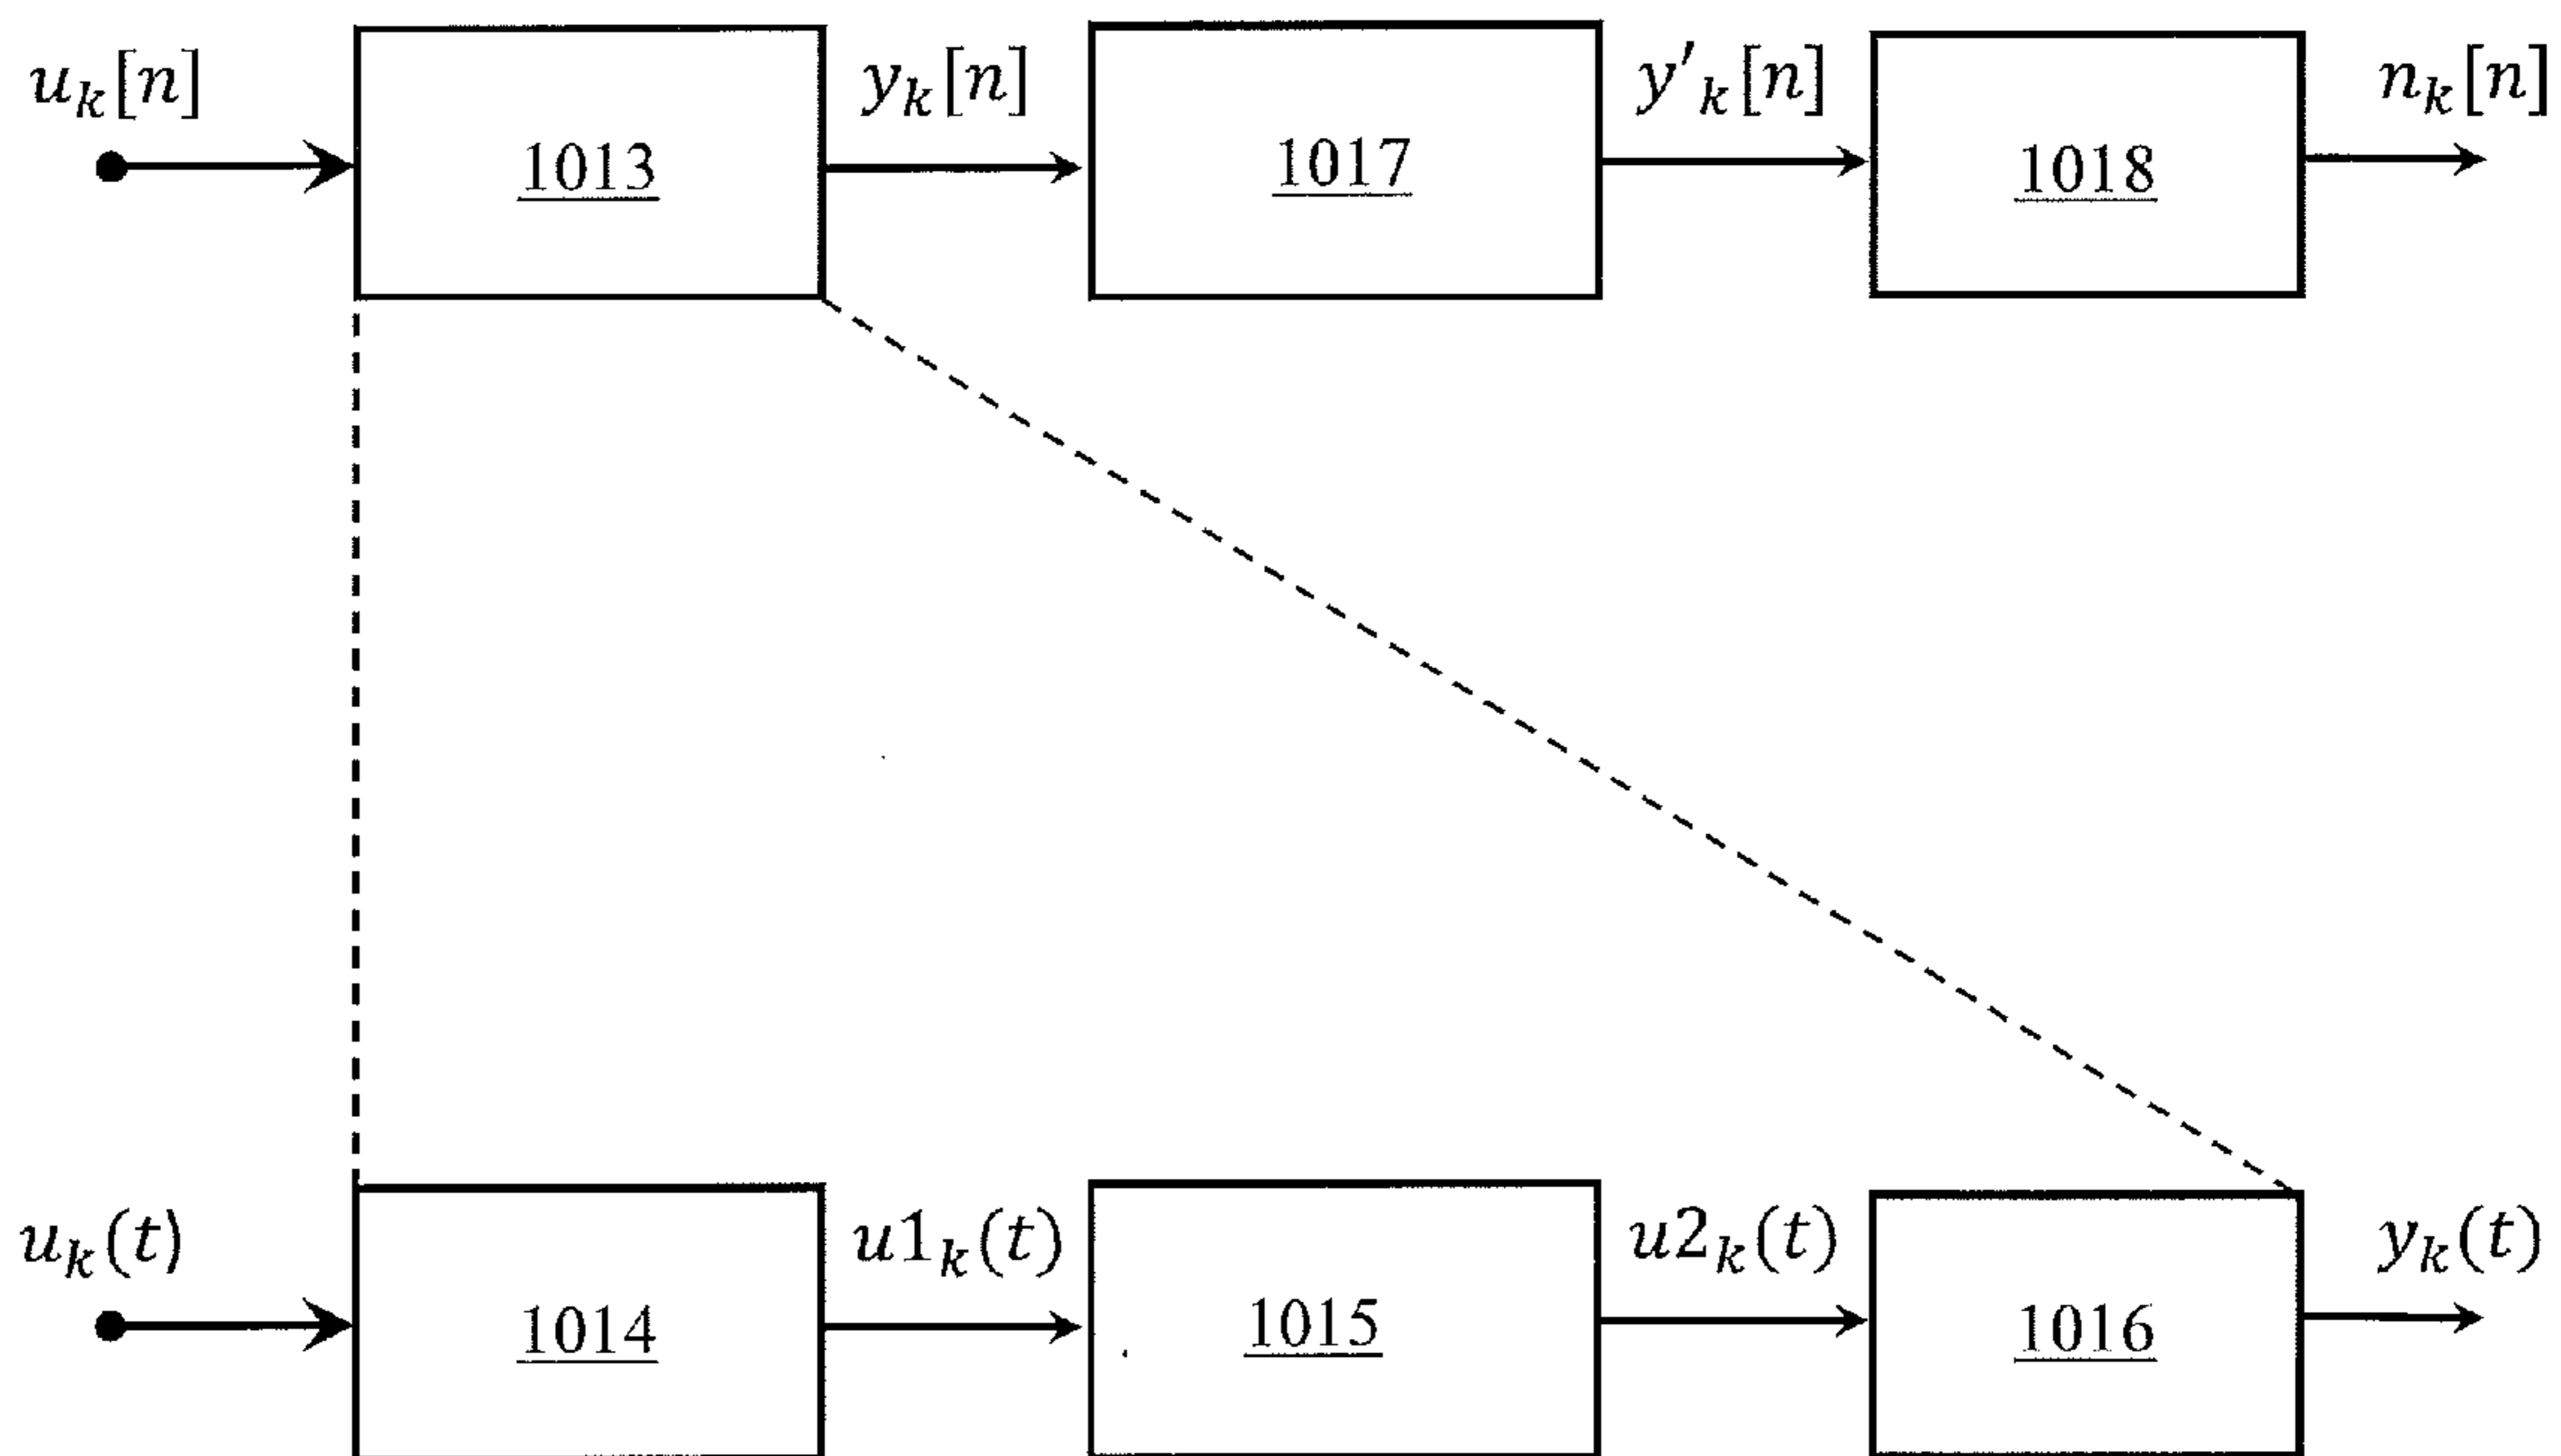 u_k[n] y_k[n] y'_k[n] n_k[n]
1013 1017 1018
u_k(t) u1_k(t) u2_k(t) y_k(t)
1014 1015 1016